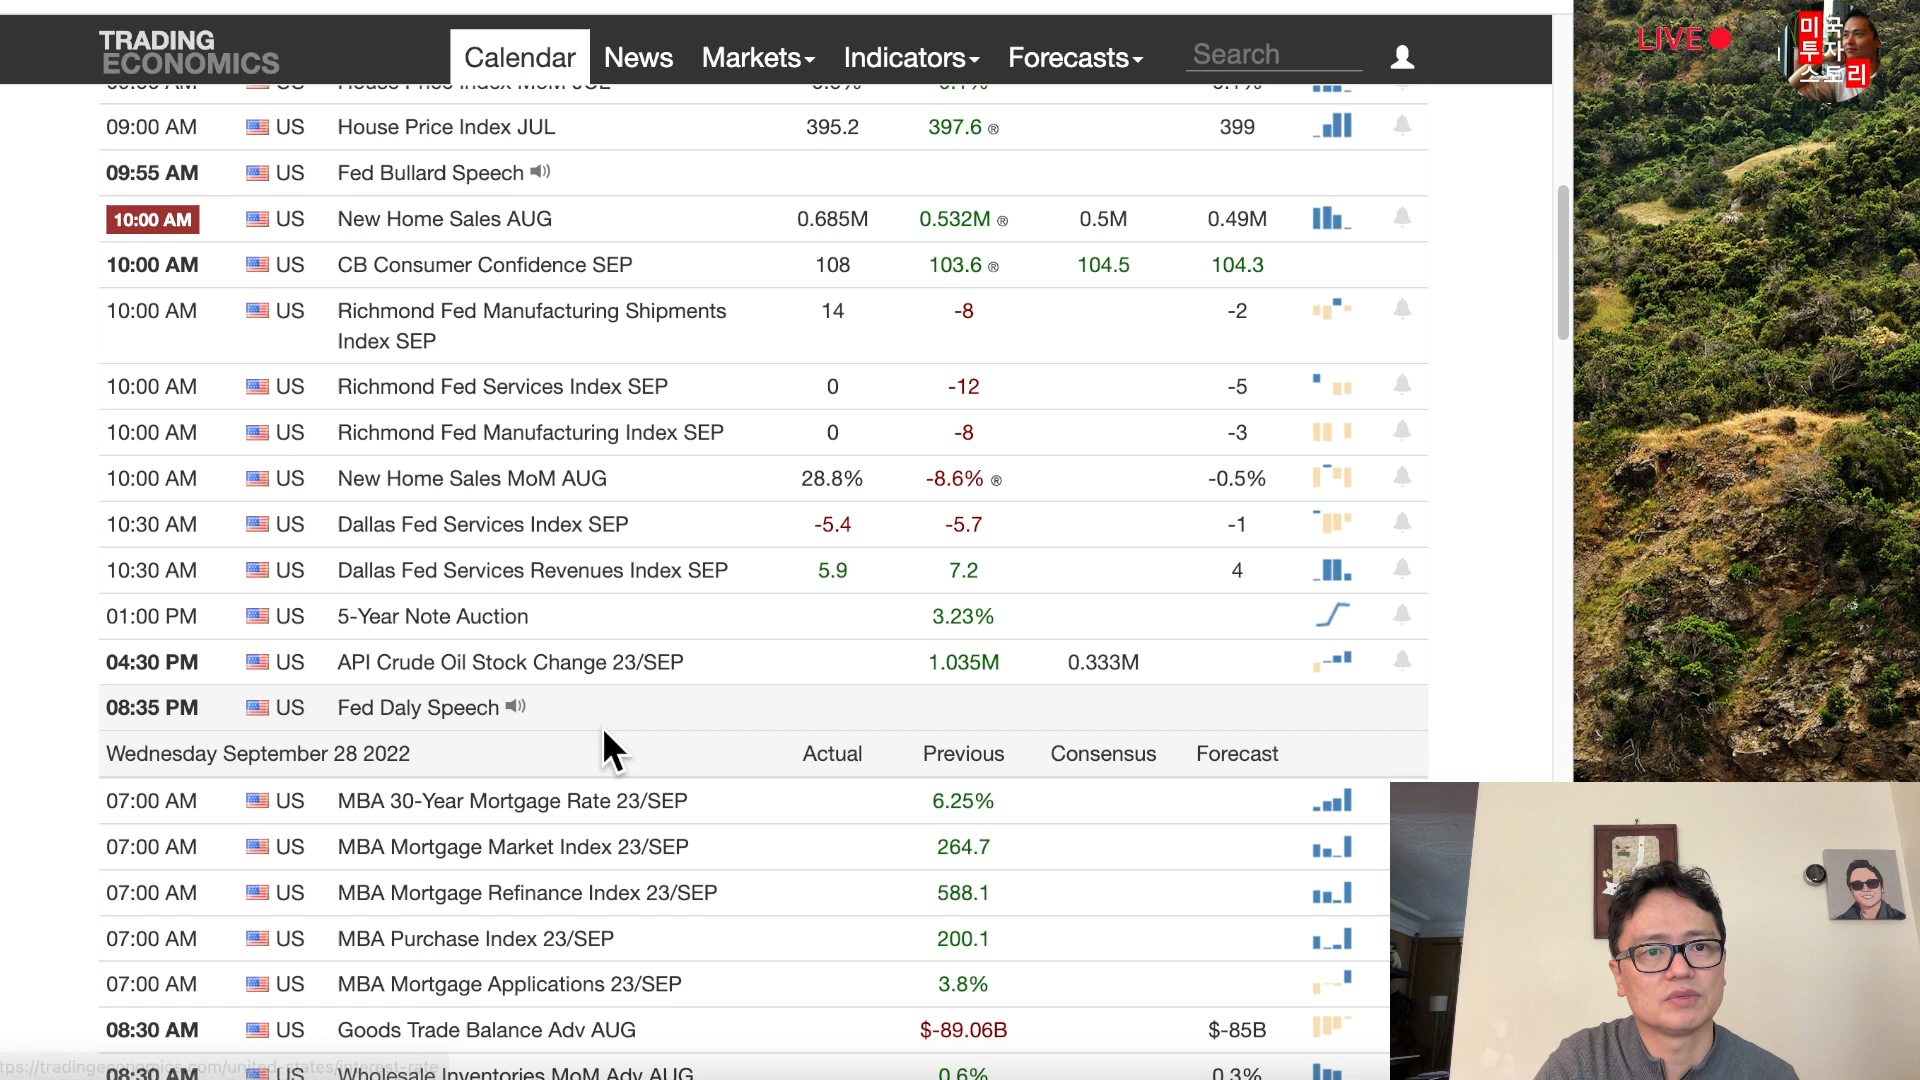 TRADING
ECONOMICS
Calendar News Markets Indicators Forecasts Search
LIVE
미국
투자
스토리
09:00 AM US House Price Index JUL 395.2 397.6 ® 399
09:55 AM US Fed Bullard Speech
10:00 AM US New Home Sales AUG 0.685M 0.532M ® 0.5M 0.49M
10:00 AM US CB Consumer Confidence SEP 108 103.6 ® 104.5 104.3
10:00 AM US Richmond Fed Manufacturing Shipments 14 -8 -2
Index SEP
10:00 AM US Richmond Fed Services Index SEP 0 -12 -5
10:00 AM US Richmond Fed Manufacturing Index SEP 0 -8 -3
10:00 AM US New Home Sales MoM AUG 28.8% -8.6% ® -0.5%
10:30 AM US Dallas Fed Services Index SEP -5.4 -5.7 -1
10:30 AM US Dallas Fed Services Revenues Index SEP 5.9 7.2 4
01:00 PM US 5-Year Note Auction 3.23%
04:30 PM US API Crude Oil Stock Change 23/SEP 1.035M 0.333M
08:35 PM US Fed Daly Speech
Wednesday September 28 2022 Actual Previous Consensus Forecast
07:00 AM US MBA 30-Year Mortgage Rate 23/SEP 6.25%
07:00 AM US MBA Mortgage Market Index 23/SEP 264.7
07:00 AM US MBA Mortgage Refinance Index 23/SEP 588.1
07:00 AM US MBA Purchase Index 23/SEP 200.1
07:00 AM US MBA Mortgage Applications 23/SEP 3.8%
08:30 AM US Goods Trade Balance Adv AUG $-89.06B $-85B
08:30 AM US Wholesale Inventories MoM Adv AUG 0.6% 0.3%